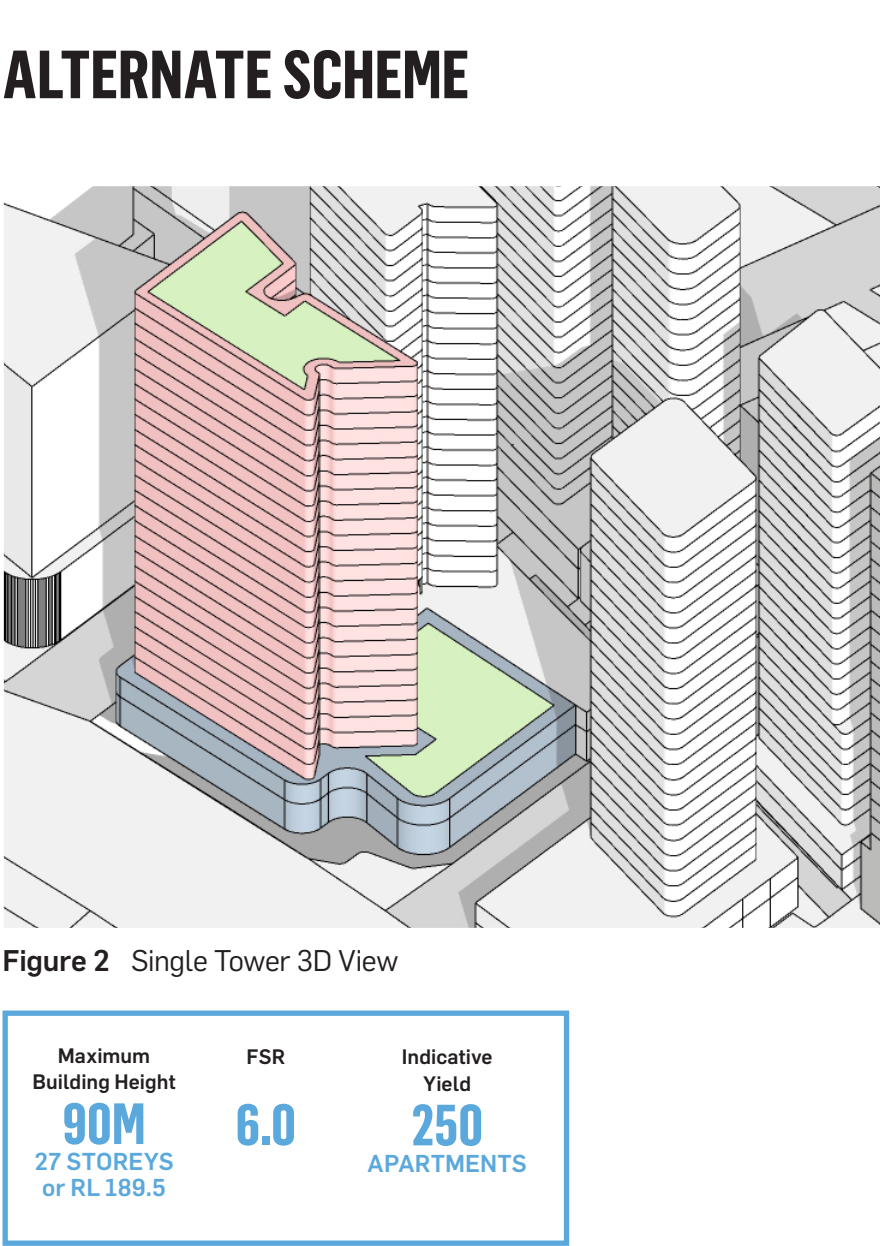 ALTERNATE SCHEME
Figure 2 Single Tower 3D View
Maximum
Building Height
90M
27 STOREYS
or RL 189.5
FSR
6.0
Indicative
Yield
250
APARTMENTS